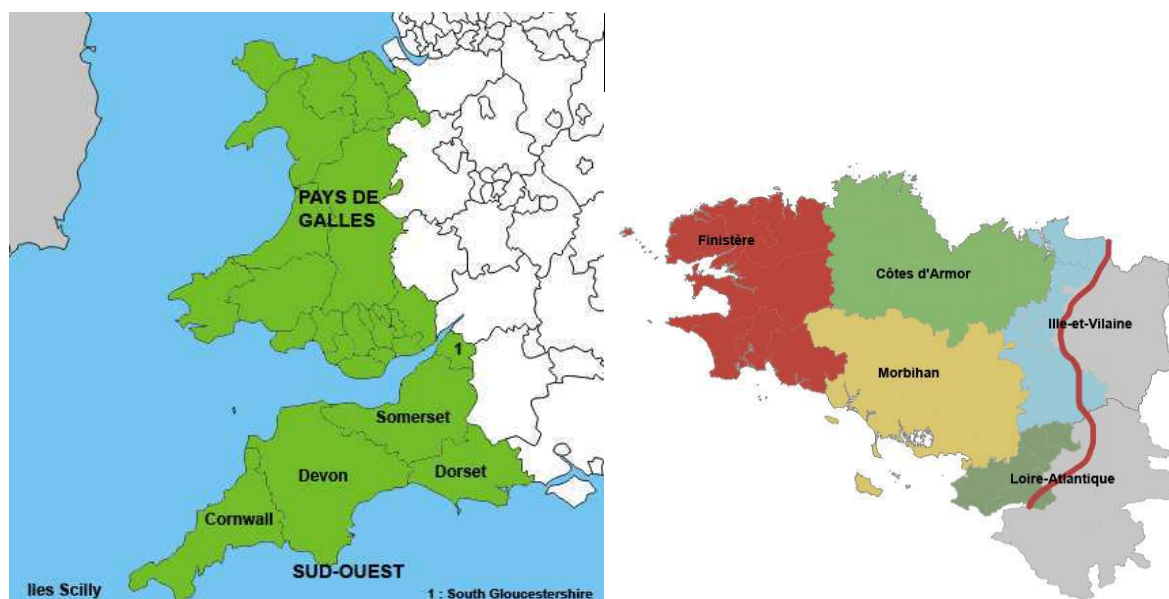 PAYS DE
GALLES
1
Somerset
Devon
Dorset
Cornwall
SUD-OUEST
Iles Scilly
1 : South Gloucestershire
Finistère
Côtes d'Armor
Ille-et-Vilaine
Morbihan
Loire-Atlantique